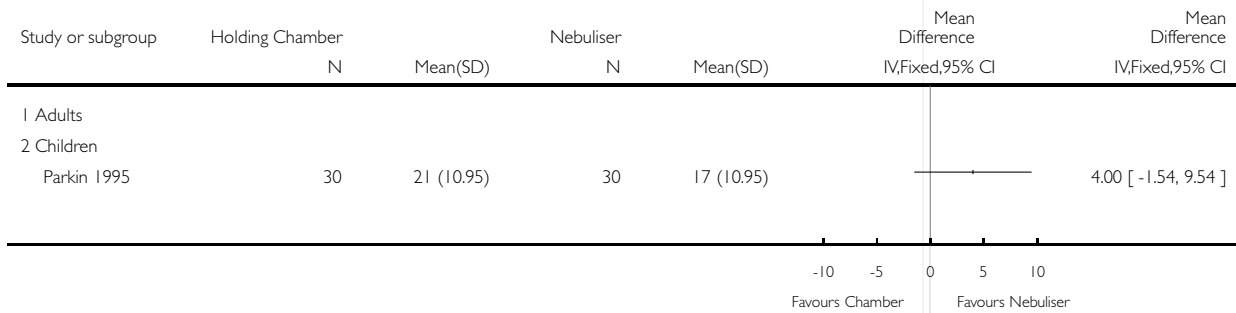 Study or subgroup Holding Chamber Nebuliser Mean Difference Mean Difference
N Mean(SD) N Mean(SD) IV,Fixed,95% CI IV,Fixed,95% CI
1 Adults
2 Children
Parkin 1995 30 21 (10.95) 30 17 (10.95) 4.00 [ -1.54, 9.54 ]
-10 -5 0 5 10
Favours Chamber Favours Nebuliser